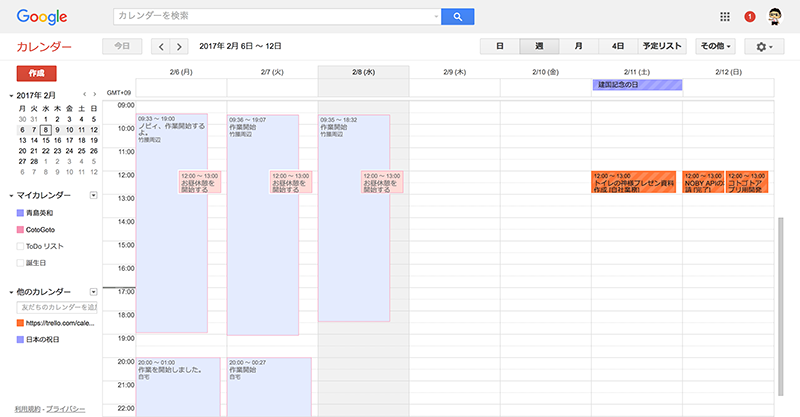 Google
カレンダーを検索
1
カレンダー
今日
2017年 2月 6日 ～ 12日
日
週
月
4日
予定リスト
その他
作成
2017年 2月
月 火 水 木 金 土 日
30 31 1 2 3 4 5
6 7 8 9 10 11 12
13 14 15 16 17 18 19
20 21 22 23 24 25 26
27 28 1 2 3 4 5
6 7 8 9 10 11 12
マイカレンダー
青島英和
CotoGoto
ToDo リスト
誕生日
他のカレンダー
友だちのカレンダーを追
https://trello.com/cale...
日本の祝日
利用規約 - プライバシー
GMT+09
2/6 (月)
2/7 (火)
2/8 (水)
2/9 (木)
2/10 (金)
2/11 (土)
2/12 (日)
建国記念の日
09:00
10:00
11:00
12:00
13:00
14:00
15:00
16:00
17:00
18:00
19:00
20:00
21:00
22:00
09:33 ～ 19:00
ノビィ、作業開始する
よ。
竹腰周辺
12:00 ～ 13:00
お昼休憩を
開始する
20:00 ～ 01:00
作業を開始しました。
自宅
09:36 ～ 19:07
作業開始
竹腰周辺
12:00 ～ 13:00
お昼休憩を
開始する
20:00 ～ 00:27
作業開始
自宅
09:35 ～ 18:32
作業開始
竹腰周辺
12:00 ～ 13:00
お昼休憩を
開始する
12:00 ～ 13:00
トイレの神様プレゼン資料
作成 [自社業務]
12:00 ～ 13:00
NOBY APIの
12:00 ～ 13:00
コトゴトア
プリ用開発